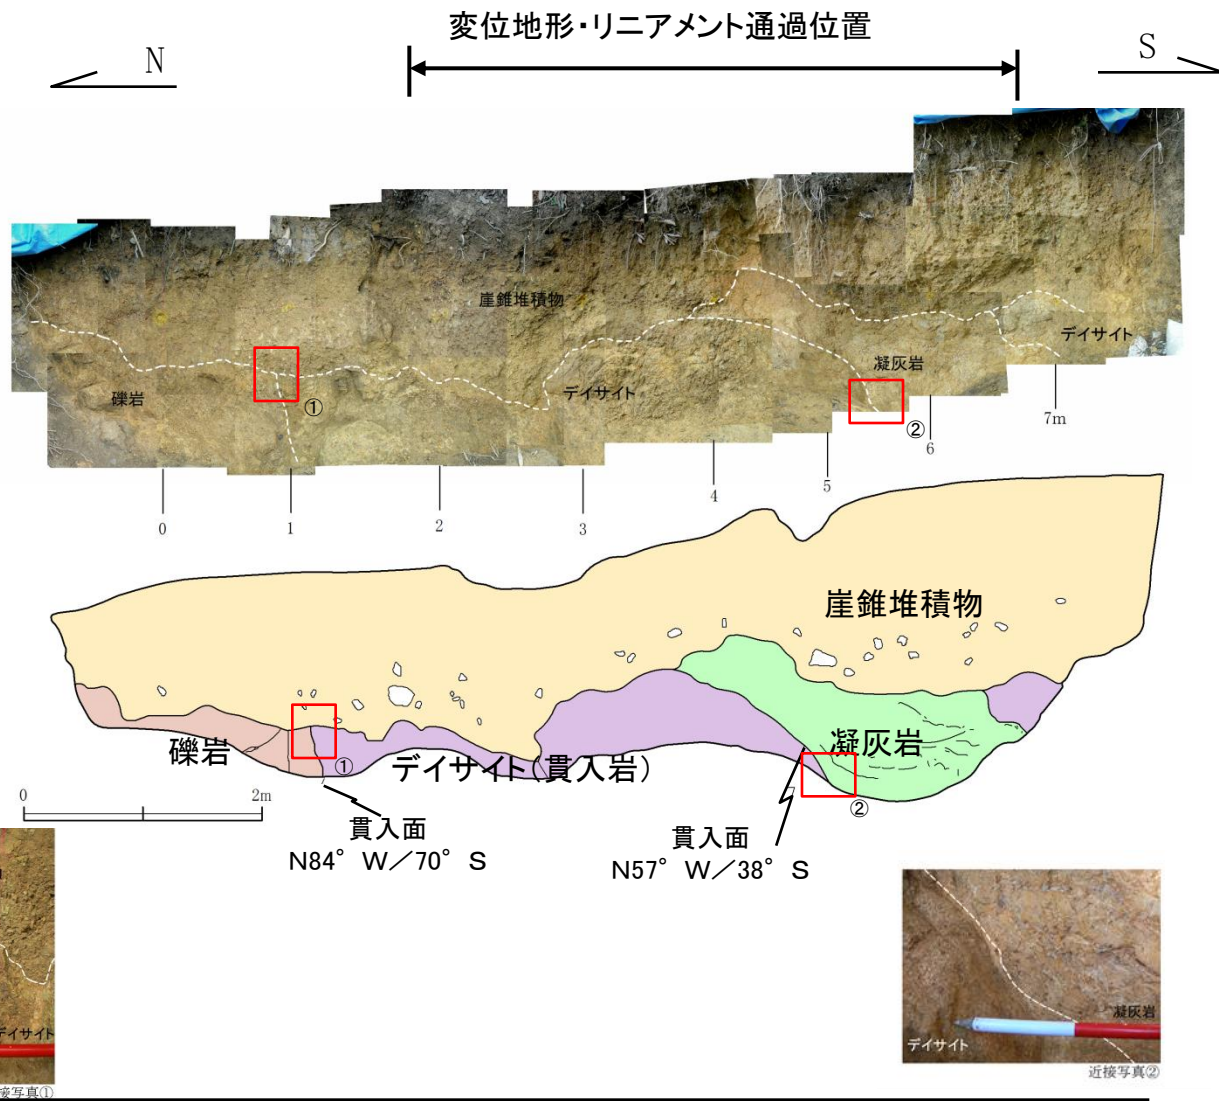 変位地形・リニアメント通過位置
N
S
崖錐堆積物
デイサイト
凝灰岩
礫岩
デイサイト
①
②
0
1
2
3
4
5
6
7m
崖錐堆積物
礫岩
①
デイサイト(貫入岩)
凝灰岩
②
0 2m
貫入面
N84°W/70°S
貫入面
N57°W/38°S
デイサイト
接写真①
凝灰岩
デイサイト
近接写真②